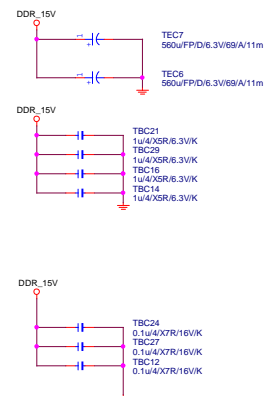 DDR_15V
1
+
TEC7
560u/FP/D/6.3V/69/A/11m
1
+
TEC6
560u/FP/D/6.3V/69/A/11m
DDR_15V
TBC21
1u/4/X5R/6.3V/K
TBC29
1u/4/X5R/6.3V/K
TBC16
1u/4/X5R/6.3V/K
TBC14
1u/4/X5R/6.3V/K
DDR_15V
TBC24
0.1u/4/X7R/16V/K
TBC27
0.1u/4/X7R/16V/K
TBC12
0.1u/4/X7R/16V/K